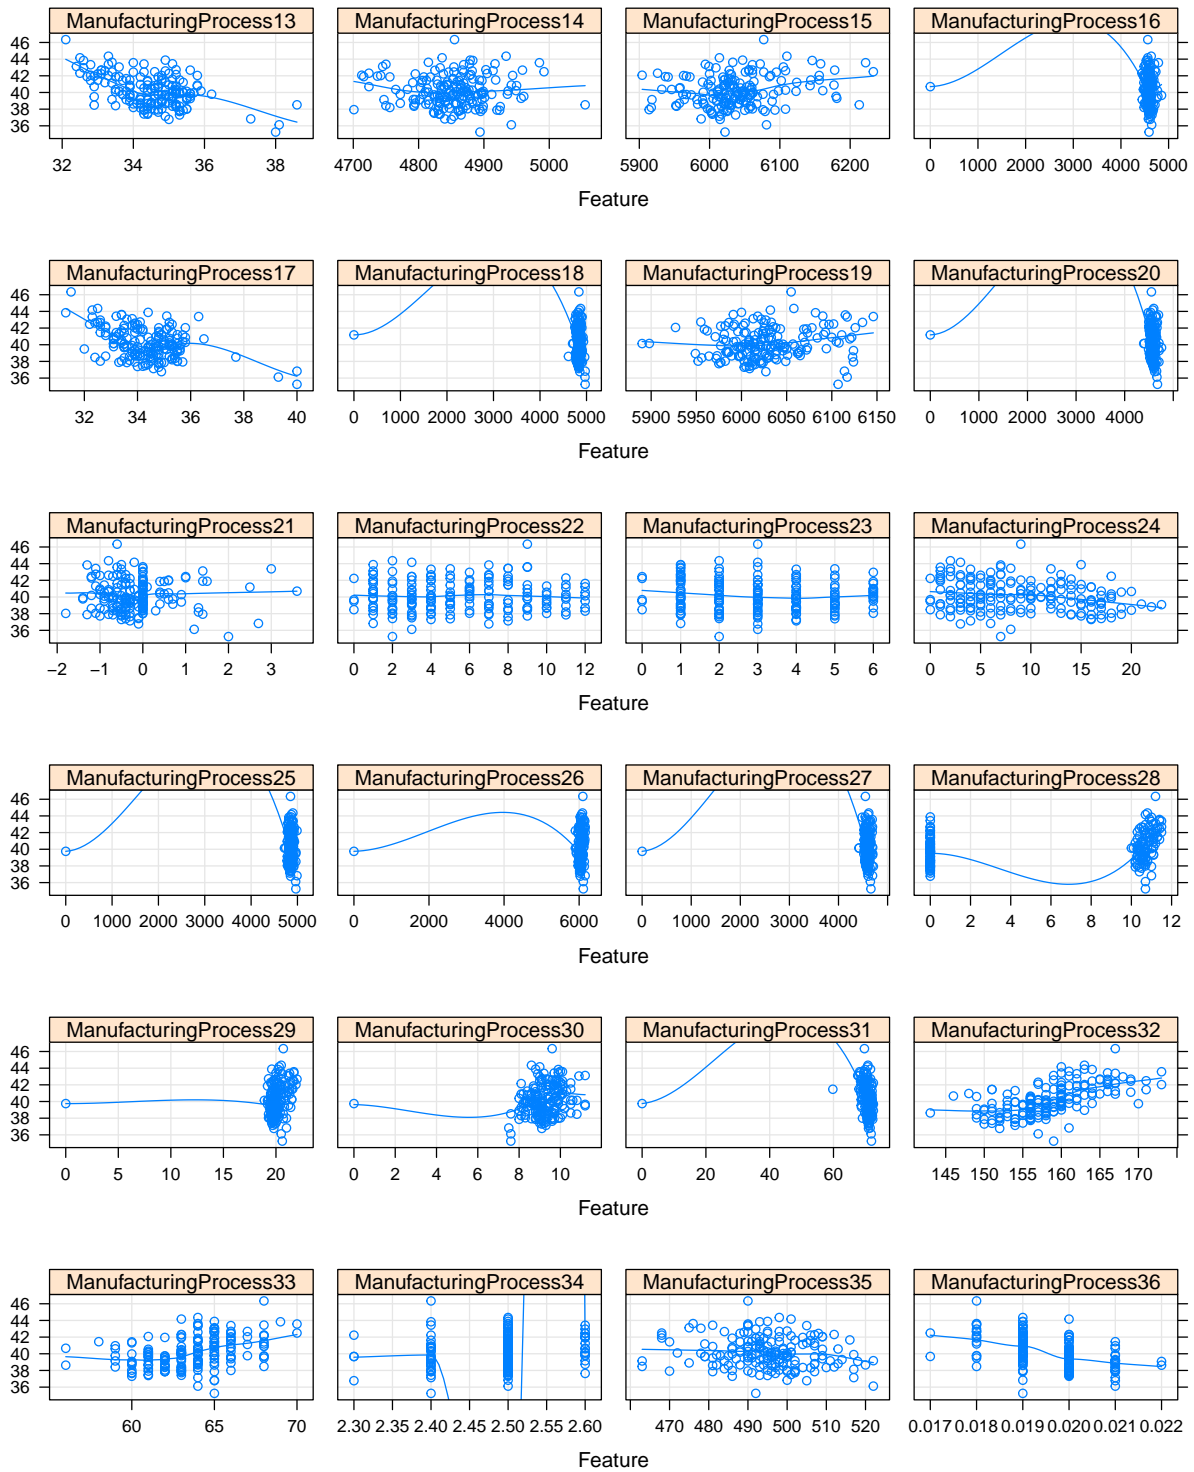 ManufacturingProcess13 ManufacturingProcess14 ManufacturingProcess15 ManufacturingProcess16
46
44
42
40
38
36
32 34 36 38 4700 4800 4900 5000 5900 6000 6100 6200 0 1000 2000 3000 4000 5000
Feature
ManufacturingProcess17 ManufacturingProcess18 ManufacturingProcess19 ManufacturingProcess20
46
44
42
40
38
36
32 34 36 38 40 0 1000 2000 3000 4000 5000 5900 5950 6000 6050 6100 6150 0 1000 2000 3000 4000
Feature
ManufacturingProcess21 ManufacturingProcess22 ManufacturingProcess23 ManufacturingProcess24
46
44
42
40
38
36
−2 −1 0 1 2 3 0 2 4 6 8 10 12 0 1 2 3 4 5 6 0 5 10 15 20
Feature
ManufacturingProcess25 ManufacturingProcess26 ManufacturingProcess27 ManufacturingProcess28
46
44
42
40
38
36
0 1000 2000 3000 4000 5000 0 2000 4000 6000 0 1000 2000 3000 4000 0 2 4 6 8 10 12
Feature
ManufacturingProcess29 ManufacturingProcess30 ManufacturingProcess31 ManufacturingProcess32
46
44
42
40
38
36
0 5 10 15 20 0 2 4 6 8 10 0 20 40 60 145 150 155 160 165 170
Feature
ManufacturingProcess33 ManufacturingProcess34 ManufacturingProcess35 ManufacturingProcess36
46
44
42
40
38
36
60 65 70 2.30 2.35 2.40 2.45 2.50 2.55 2.60 470 480 490 500 510 520 0.017 0.018 0.019 0.020 0.021 0.022
Feature